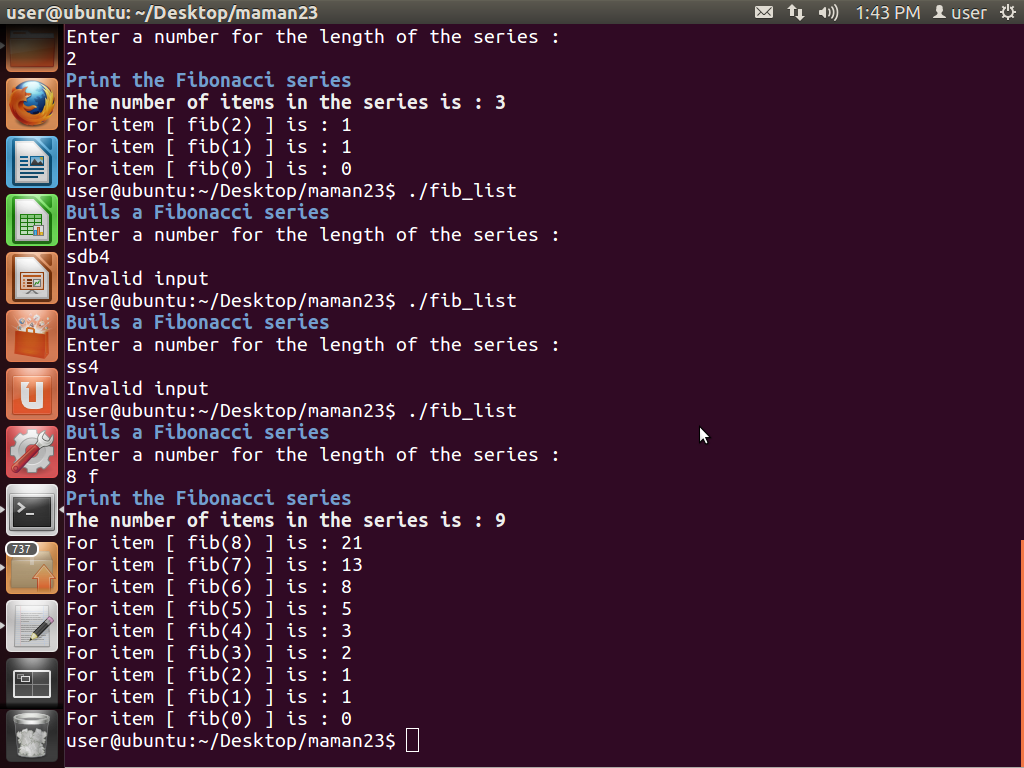 user@ubuntu: ~/Desktop/maman23
1:43 PM user
Enter a number for the length of the series :
2
Print the Fibonacci series
The number of items in the series is : 3
For item [ fib(2) ] is : 1
For item [ fib(1) ] is : 1
For item [ fib(0) ] is : 0
user@ubuntu:~/Desktop/maman23$ ./fib_list
Buils a Fibonacci series
Enter a number for the length of the series :
sdb4
Invalid input
user@ubuntu:~/Desktop/maman23$ ./fib_list
Buils a Fibonacci series
Enter a number for the length of the series :
ss4
Invalid input
user@ubuntu:~/Desktop/maman23$ ./fib_list
Buils a Fibonacci series
Enter a number for the length of the series :
8 f
Print the Fibonacci series
The number of items in the series is : 9
For item [ fib(8) ] is : 21
For item [ fib(7) ] is : 13
For item [ fib(6) ] is : 8
For item [ fib(5) ] is : 5
For item [ fib(4) ] is : 3
For item [ fib(3) ] is : 2
For item [ fib(2) ] is : 1
For item [ fib(1) ] is : 1
For item [ fib(0) ] is : 0
user@ubuntu:~/Desktop/maman23$
737